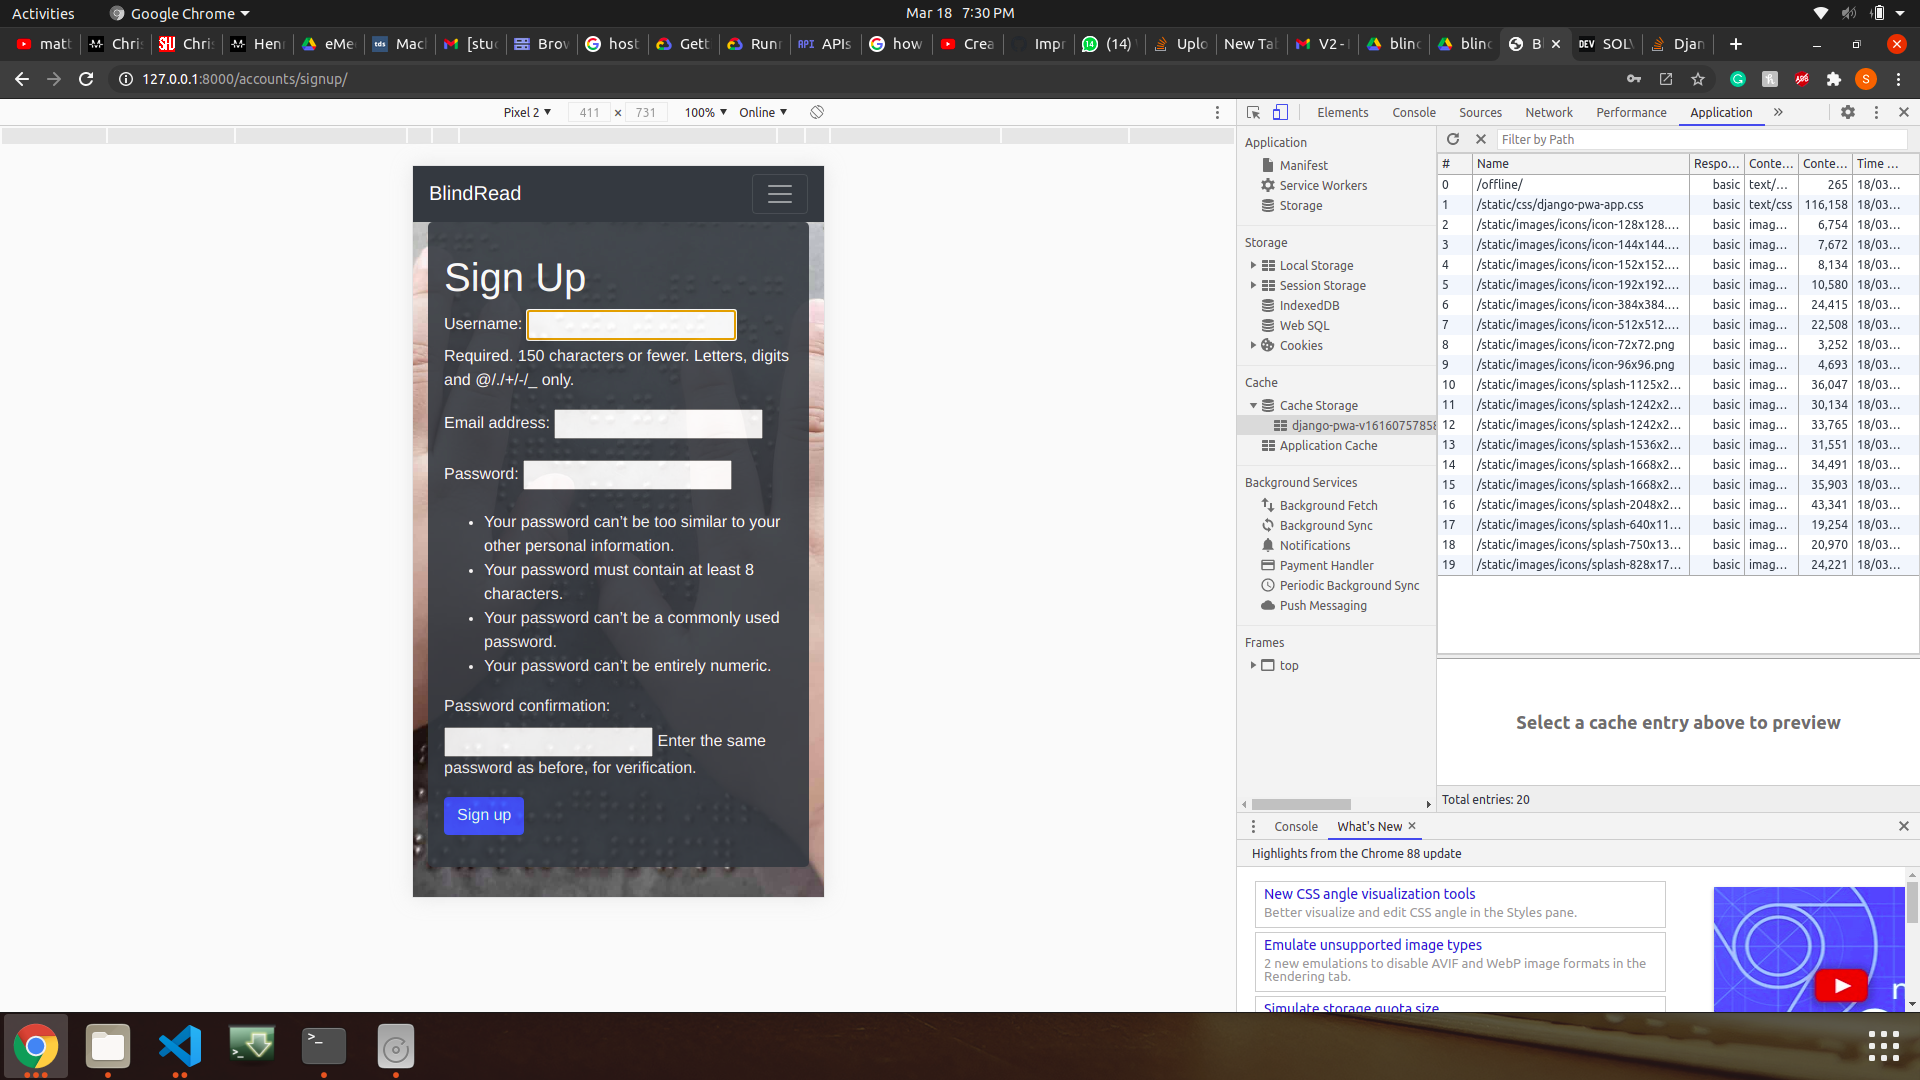 Activities
Google Chrome
Mar 18 7:30 PM
matt
Chris
Chris
Henr
eMe
tds
Mac
[stuc
Brow
host
Gett
Runr
API
APIs
how
Crea
Impr
(14)
Uplo
New Tab
V2 -
blinc
blinc
Bl
DEV
SOLV
Djan
127.0.0.1:8000/accounts/signup/
S
Pixel 2
411 × 731
100%
Online
Elements
Console
Sources
Network
Performance
Application
BlindRead
Sign Up
Username:
Required. 150 characters or fewer. Letters, digits
and @/./+/-/_ only.
Email address:
Password:
Your password can’t be too similar to your
other personal information.
Your password must contain at least 8
characters.
Your password can’t be a commonly used
password.
Your password can’t be entirely numeric.
Password confirmation:
Enter the same
password as before, for verification.
Sign up
Application
Manifest
Service Workers
Storage
Storage
Local Storage
Session Storage
IndexedDB
Web SQL
Cookies
Cache
Cache Storage
django-pwa-v16160757858
Application Cache
Background Services
Background Fetch
Background Sync
Notifications
Payment Handler
Periodic Background Sync
Push Messaging
Frames
top
Filter by Path
# Name Respo... Conte... Conte... Time ...
0 /offline/ basic text/... 265 18/03...
1 /static/css/django-pwa-app.css basic text/css 116,158 18/03...
2 /static/images/icons/icon-128x128.... basic imag... 6,754 18/03...
3 /static/images/icons/icon-144x144.... basic imag... 7,672 18/03...
4 /static/images/icons/icon-152x152.... basic imag... 8,134 18/03...
5 /static/images/icons/icon-192x192.... basic imag... 10,580 18/03...
6 /static/images/icons/icon-384x384.... basic imag... 24,415 18/03...
7 /static/images/icons/icon-512x512.... basic imag... 22,508 18/03...
8 /static/images/icons/icon-72x72.png basic imag... 3,252 18/03...
9 /static/images/icons/icon-96x96.png basic imag... 4,693 18/03...
10 /static/images/icons/splash-1125x2... basic imag... 36,047 18/03...
11 /static/images/icons/splash-1242x2... basic imag... 30,134 18/03...
12 /static/images/icons/splash-1242x2... basic imag... 33,765 18/03...
13 /static/images/icons/splash-1536x2... basic imag... 31,551 18/03...
14 /static/images/icons/splash-1668x2... basic imag... 34,491 18/03...
15 /static/images/icons/splash-1668x2... basic imag... 35,903 18/03...
16 /static/images/icons/splash-2048x2... basic imag... 43,341 18/03...
17 /static/images/icons/splash-640x11... basic imag... 19,254 18/03...
18 /static/images/icons/splash-750x13... basic imag... 20,970 18/03...
19 /static/images/icons/splash-828x17... basic imag... 24,221 18/03...
Select a cache entry above to preview
Total entries: 20
Console
What's New
Highlights from the Chrome 88 update
New CSS angle visualization tools
Better visualize and edit CSS angle in the Styles pane.
Emulate unsupported image types
2 new emulations to disable AVIF and WebP image formats in the
Rendering tab.
Simulate storage quota size